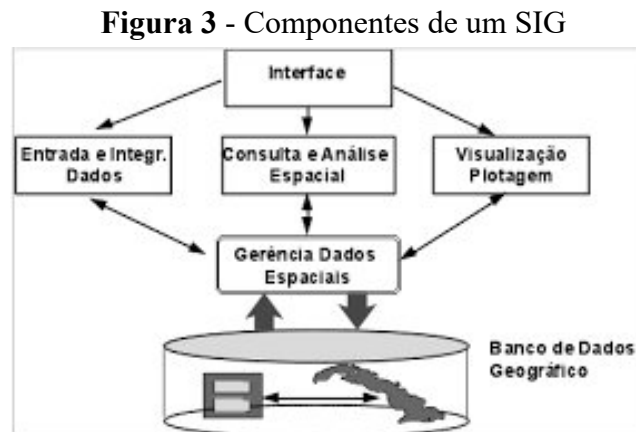 Figura 3 - Componentes de um SIG
Interface
Entrada e Integr.
Dados
Consulta e Análise
Espacial
Visualização
Plotagem
Gerência Dados
Espaciais
Banco de Dados
Geográfico